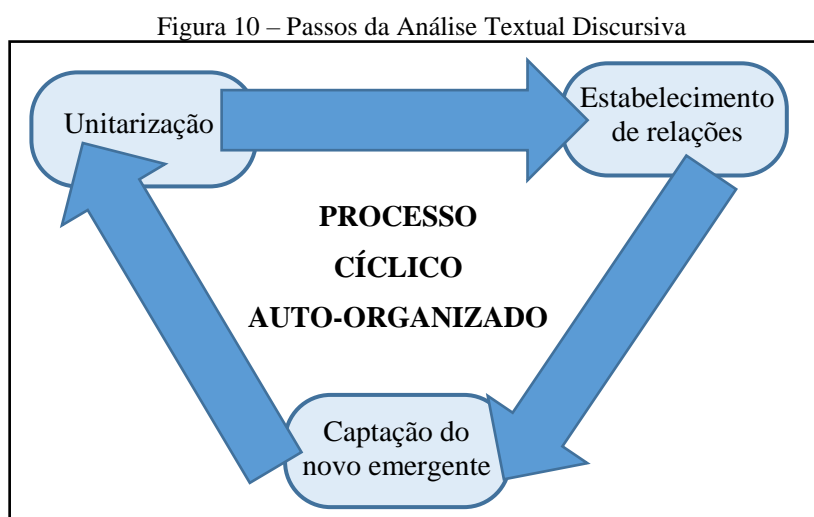 Figura 10 – Passos da Análise Textual Discursiva
Unitarização
Estabelecimento
de relações
PROCESSO
CÍCLICO
AUTO-ORGANIZADO
Captação do
novo emergente